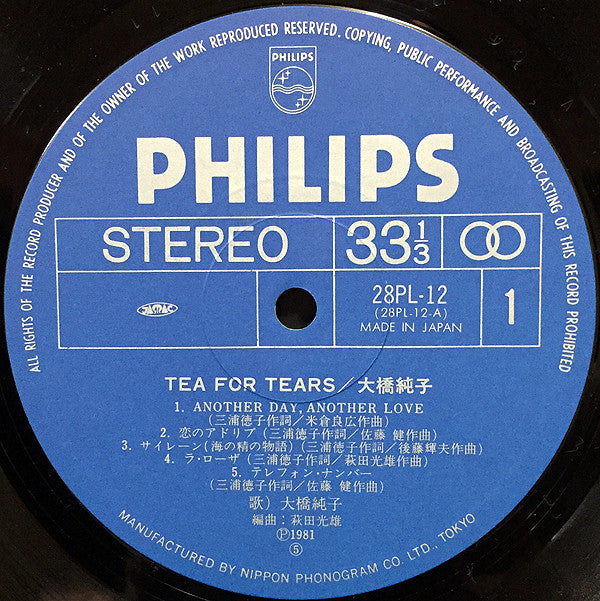 ALL RIGHTS OF THE RECORD PRODUCER AND OF THE OWNER OF THE WORK REPRODUCED RESERVED. COPYING, PUBLIC PERFORMANCE AND BROADCASTING OF THIS RECORD PROHIBITED
PHILIPS
PHILIPS
STEREO
33 1/3
JASRAC
28PL-12
(28PL-12-A)
MADE IN JAPAN
1
TEA FOR TEARS/大橋純子
1. ANOTHER DAY, ANOTHER LOVE
(三浦徳子作詞/米倉良広作曲)
2. 恋のアドリブ (三浦徳子作詞/佐藤 健作曲)
3. サイレーン(海の精の物語) (三浦徳子作詞/後藤輝夫作曲)
4. ラ・ローザ (三浦徳子作詞/萩田光雄作曲)
5. テレフォン・ナンバー
(三浦徳子作詞/佐藤 健作曲)
歌) 大橋純子
編曲: 萩田光雄
Ⓟ1981
⑤
MANUFACTURED BY NIPPON PHONOGRAM CO. LTD., TOKYO